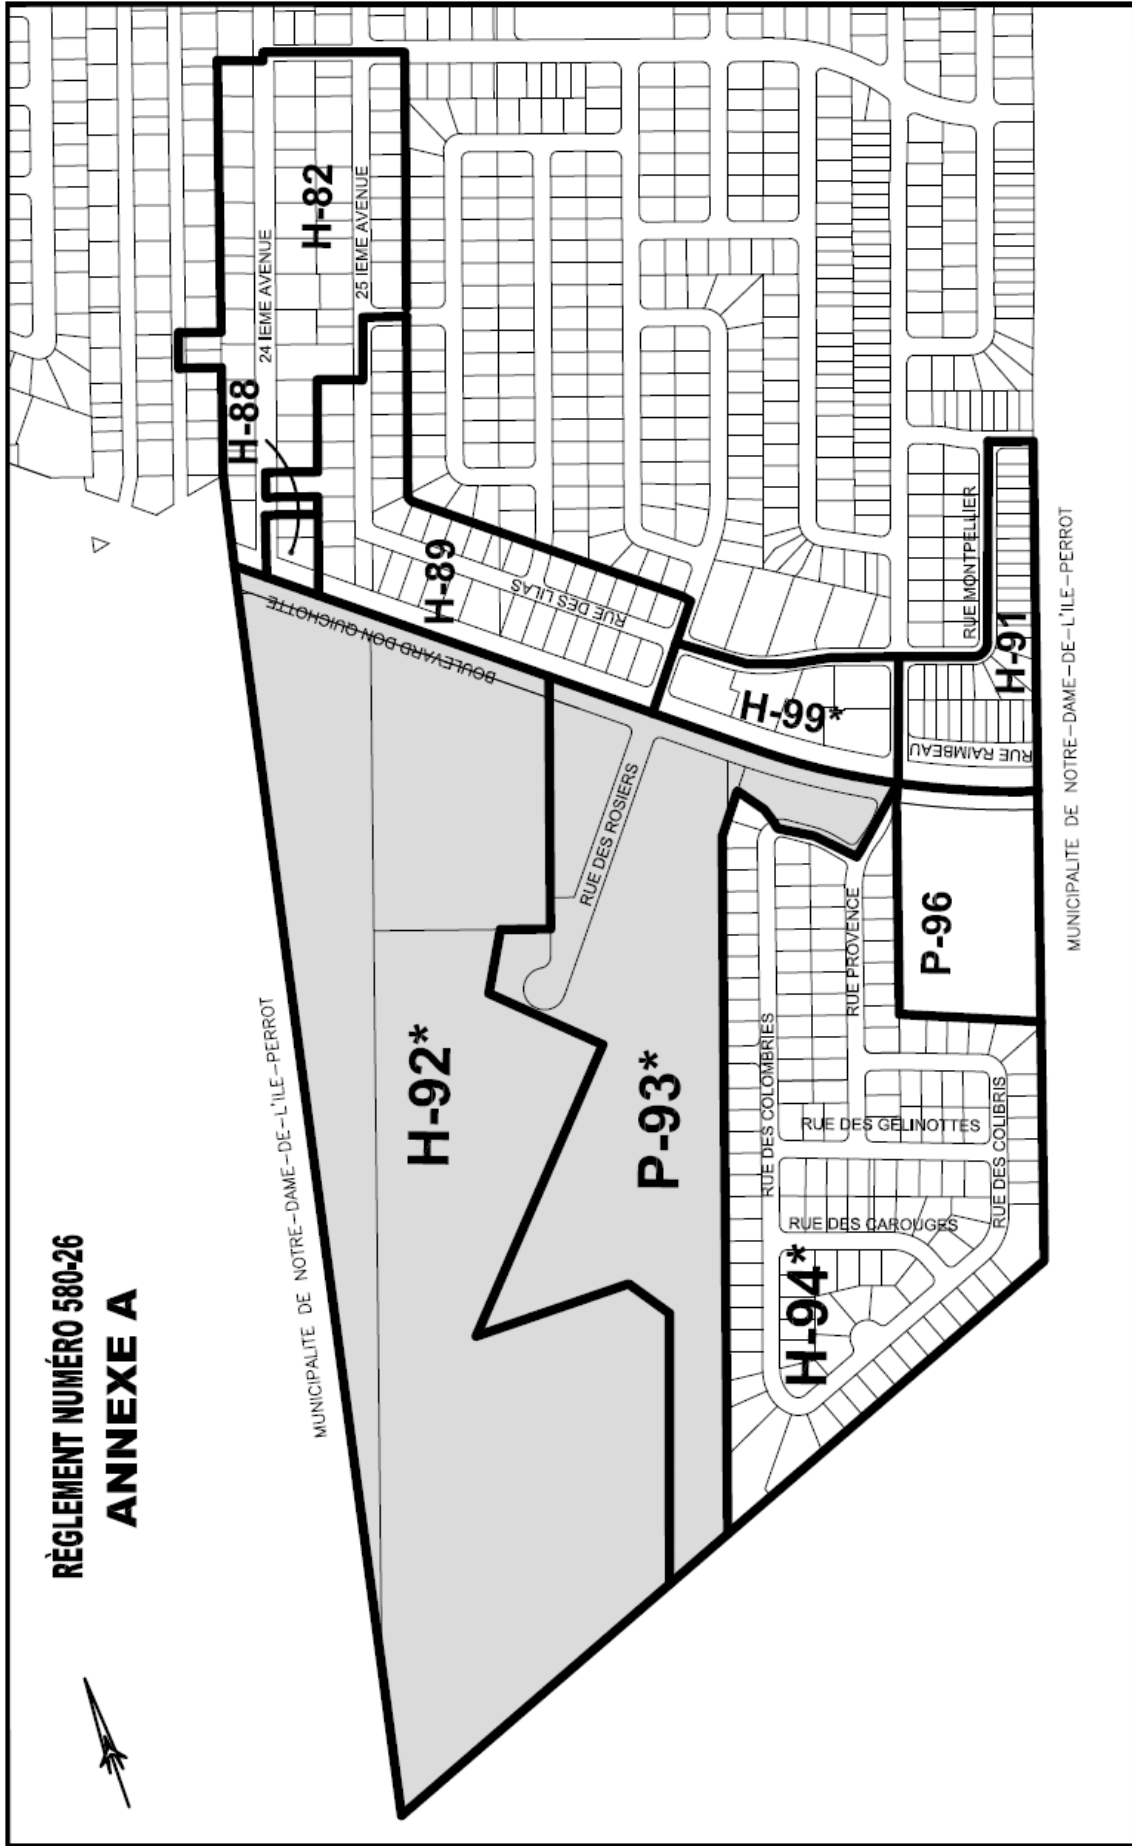 RÈGLEMENT NUMÉRO 580-26
ANNEXE A
MUNICIPALITE DE NOTRE-DAME-DE-L'ILE-PERROT
H-88
24 IEME AVENUE
H-82
25 IEME AVENUE
H-89
RUE DES LILAS
BOULEVARD DON QUICHOTTE
H-92*
RUE DES ROSIERS
P-93*
H-99*
RUE MONTPELLIER
H-91
RUE RAIMBEAU
P-96
RUE PROVENCE
RUE DES COLOMBRIES
RUE DES GELINOTTES
RUE DES COLIBRIS
RUE DES CAROUGES
H-94*
MUNICIPALITE DE NOTRE-DAME-DE-L'ILE-PERROT